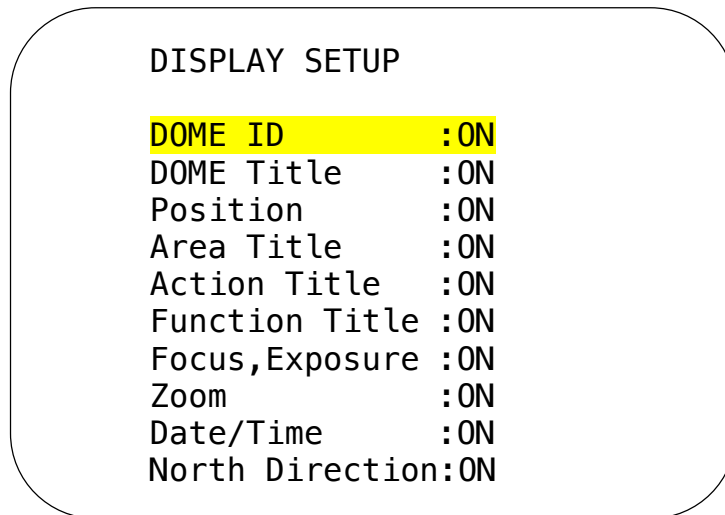 DISPLAY SETUP
DOME ID :ON
DOME Title :ON
Position :ON
Area Title :ON
Action Title :ON
Function Title :ON
Focus,Exposure :ON
Zoom :ON
Date/Time :ON
North Direction:ON